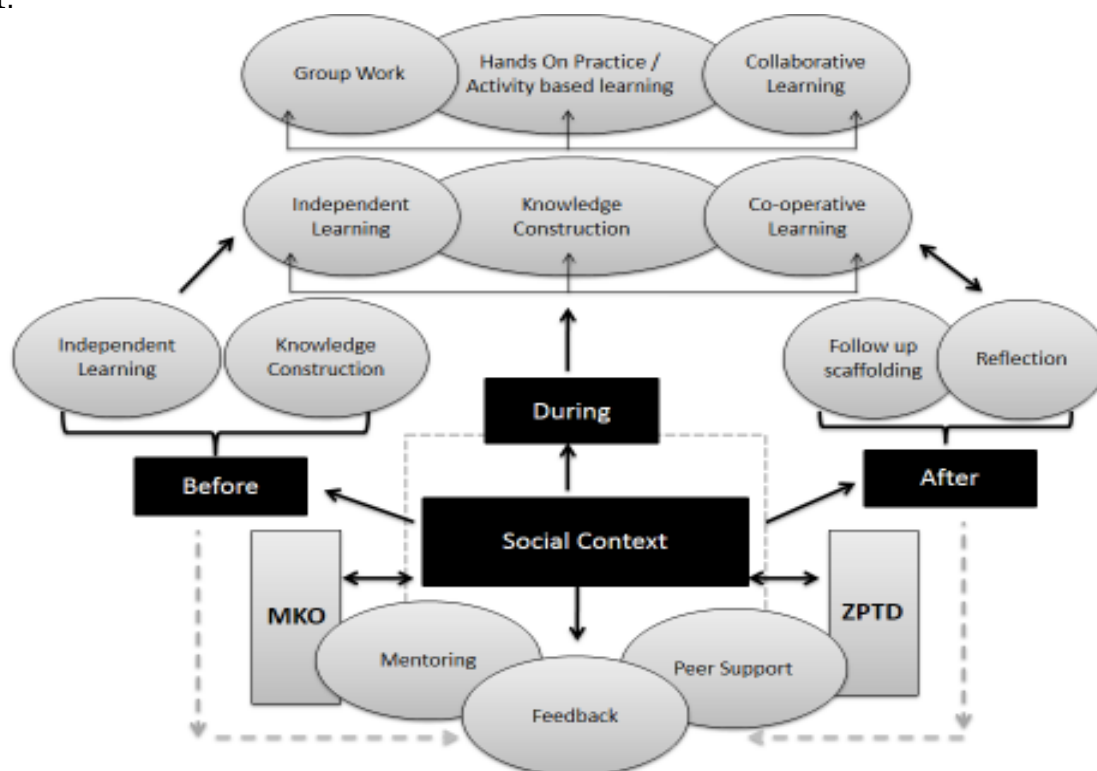 1.
Group Work
Hands On Practice /
Activity based learning
Collaborative
Learning
Independent
Learning
Knowledge
Construction
Co-operative
Learning
Independent
Learning
Knowledge
Construction
Follow up
scaffolding
Reflection
During
Before
After
Social Context
MKO
ZPTD
Mentoring
Peer Support
Feedback